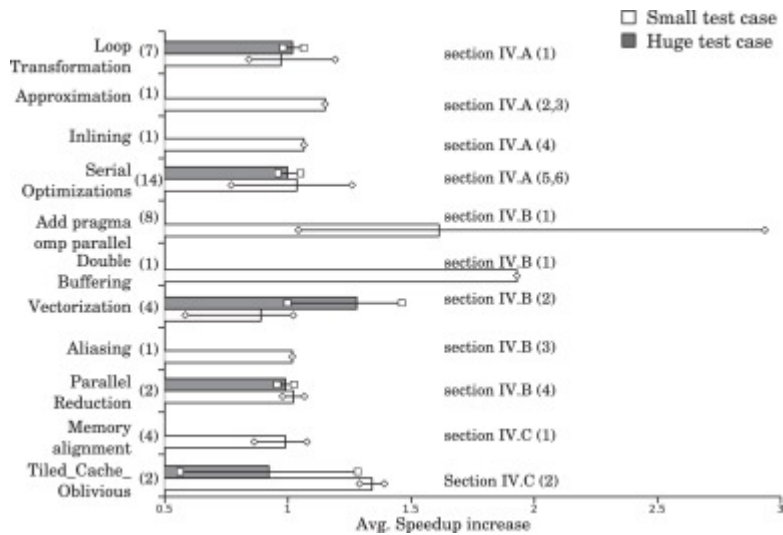 Small test case
Huge test case
Loop
Transformation
(7)
section IV.A (1)
Approximation (1)
section IV.A (2,3)
Inlining (1)
section IV.A (4)
Serial
Optimizations
(14)
section IV.A (5,6)
Add pragma
omp parallel
(8)
section IV.B (1)
Double
Buffering
(1)
section IV.B (1)
Vectorization (4)
section IV.B (2)
Aliasing (1)
section IV.B (3)
Parallel
Reduction
(2)
section IV.B (4)
Memory
alignment
(4)
section IV.C (1)
Tiled_Cache_
Oblivious
(2)
Section IV.C (2)
0.5 1 1.5 2 2.5 3
Avg. Speedup increase